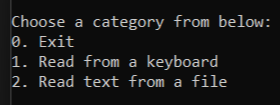 Choose a category from below:
0. Exit
1. Read from a keyboard
2. Read text from a file